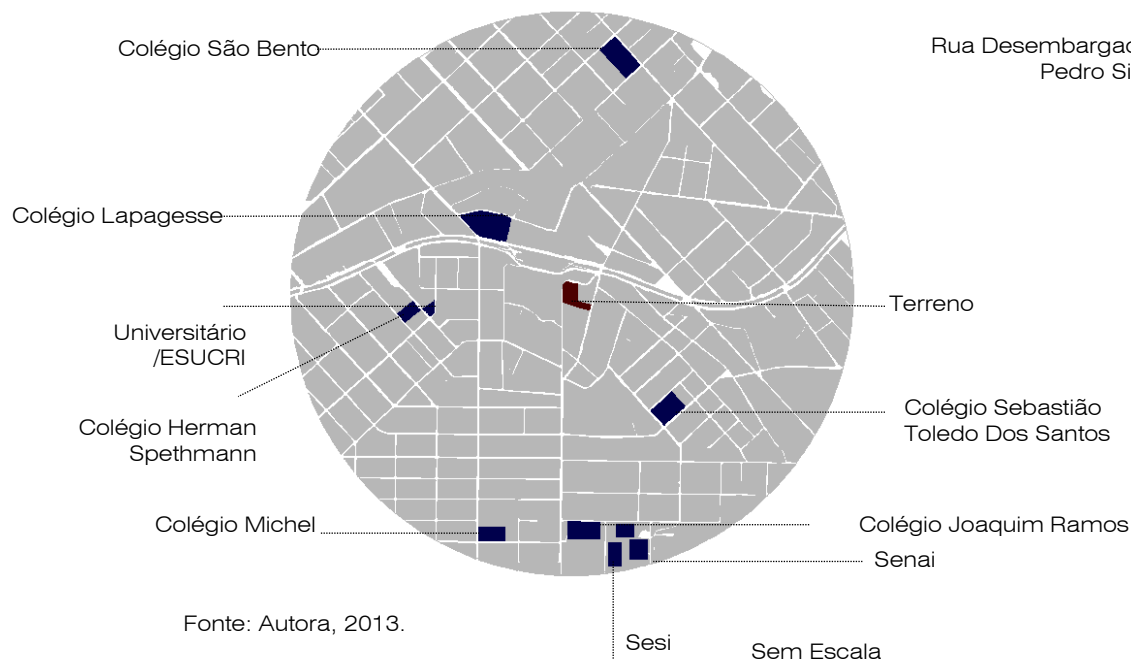 Colégio São Bento
Rua Desembargad
Pedro Si
Colégio Lapagesse
Terreno
Universitário
/ESUCRI
Colégio Sebastião
Toledo Dos Santos
Colégio Herman
Spethmann
Colégio Michel
Colégio Joaquim Ramos
Senai
Fonte: Autora, 2013.
Sesi
Sem Escala